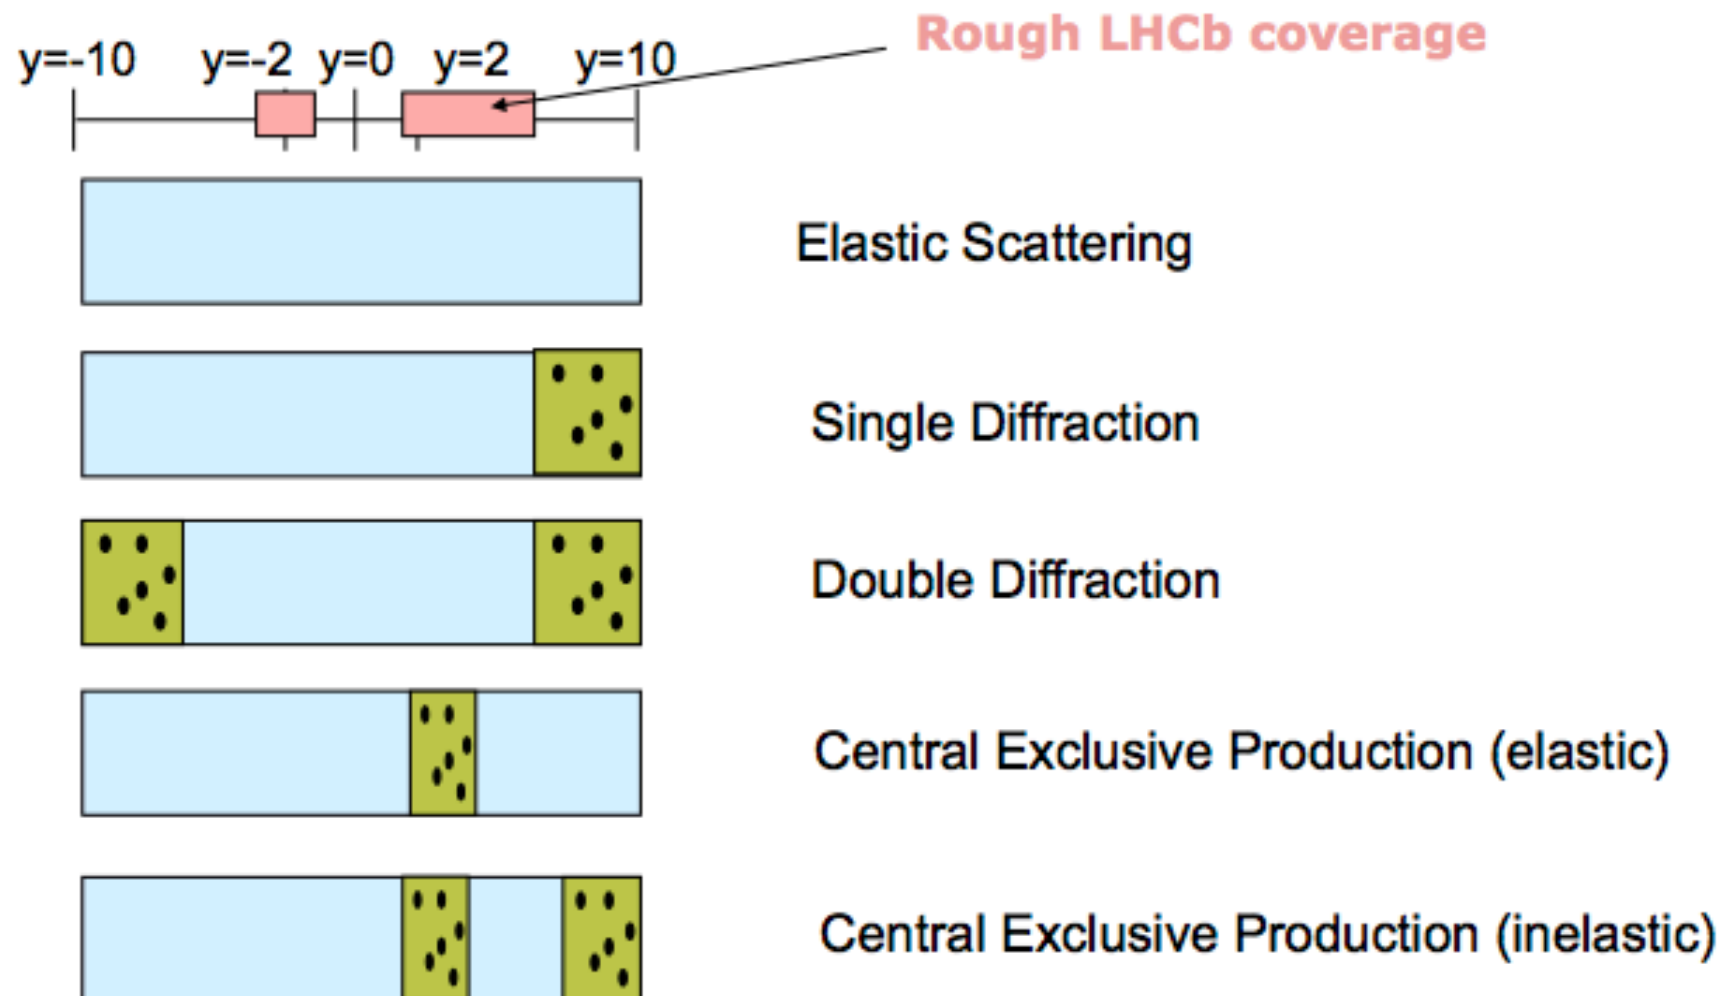 Rough LHCb coverage
y=-10 y=-2 y=0 y=2 y=10
Elastic Scattering
Single Diffraction
Double Diffraction
Central Exclusive Production (elastic)
Central Exclusive Production (inelastic)